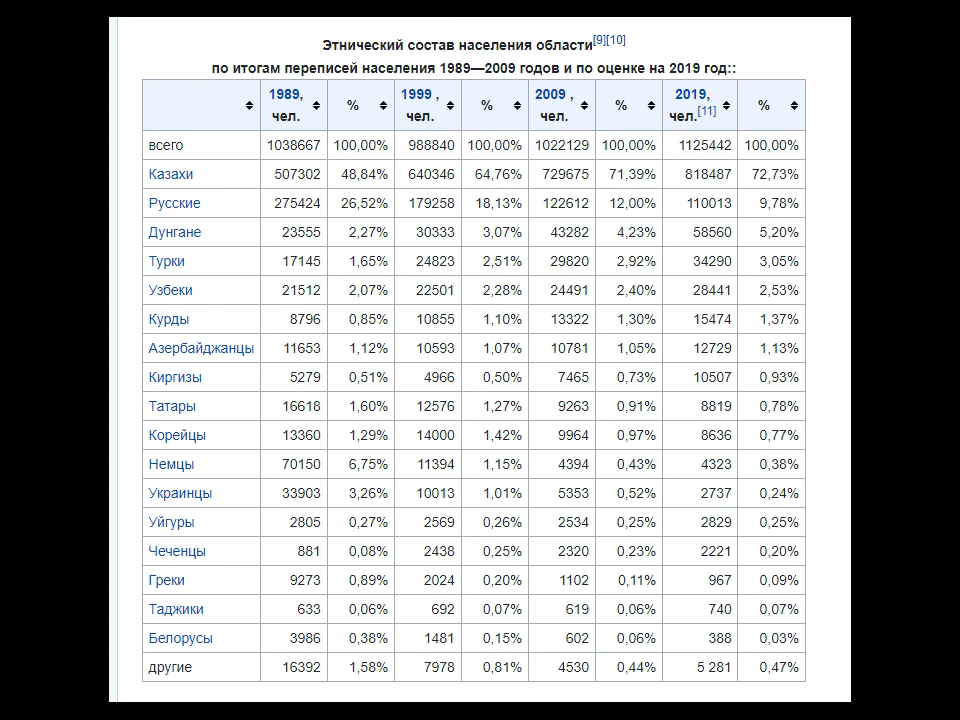 Этнический состав населения области[9][10]
по итогам переписей населения 1989—2009 годов и по оценке на 2019 год::
1989, чел. % 1999 , чел. % 2009 , чел. % 2019, чел.[11] %
всего 1038667 100,00% 988840 100,00% 1022129 100,00% 1125442 100,00%
Казахи 507302 48,84% 640346 64,76% 729675 71,39% 818487 72,73%
Русские 275424 26,52% 179258 18,13% 122612 12,00% 110013 9,78%
Дунгане 23555 2,27% 30333 3,07% 43282 4,23% 58560 5,20%
Турки 17145 1,65% 24823 2,51% 29820 2,92% 34290 3,05%
Узбеки 21512 2,07% 22501 2,28% 24491 2,40% 28441 2,53%
Курды 8796 0,85% 10855 1,10% 13322 1,30% 15474 1,37%
Азербайджанцы 11653 1,12% 10593 1,07% 10781 1,05% 12729 1,13%
Киргизы 5279 0,51% 4966 0,50% 7465 0,73% 10507 0,93%
Татары 16618 1,60% 12576 1,27% 9263 0,91% 8819 0,78%
Корейцы 13360 1,29% 14000 1,42% 9964 0,97% 8636 0,77%
Немцы 70150 6,75% 11394 1,15% 4394 0,43% 4323 0,38%
Украинцы 33903 3,26% 10013 1,01% 5353 0,52% 2737 0,24%
Уйгуры 2805 0,27% 2569 0,26% 2534 0,25% 2829 0,25%
Чеченцы 881 0,08% 2438 0,25% 2320 0,23% 2221 0,20%
Греки 9273 0,89% 2024 0,20% 1102 0,11% 967 0,09%
Таджики 633 0,06% 692 0,07% 619 0,06% 740 0,07%
Белорусы 3986 0,38% 1481 0,15% 602 0,06% 388 0,03%
другие 16392 1,58% 7978 0,81% 4530 0,44% 5 281 0,47%